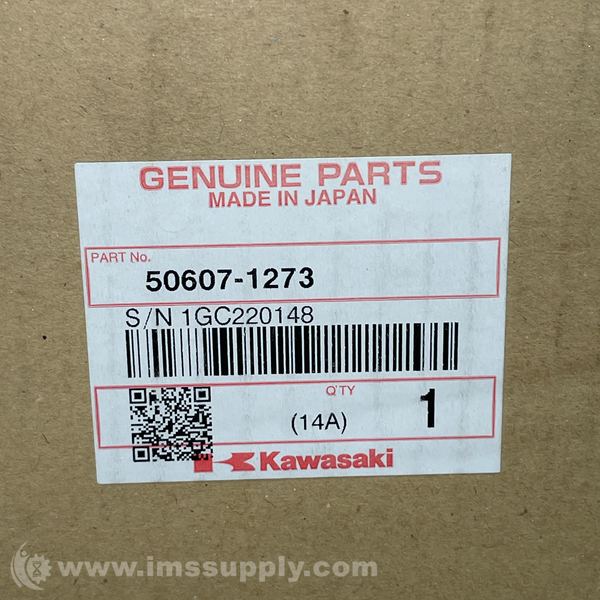 GENUINE PARTS
MADE IN JAPAN
PART No.
50607-1273
S/N 1GC220148
Q'TY
(14A) 1
Kawasaki
www.imssupply.com